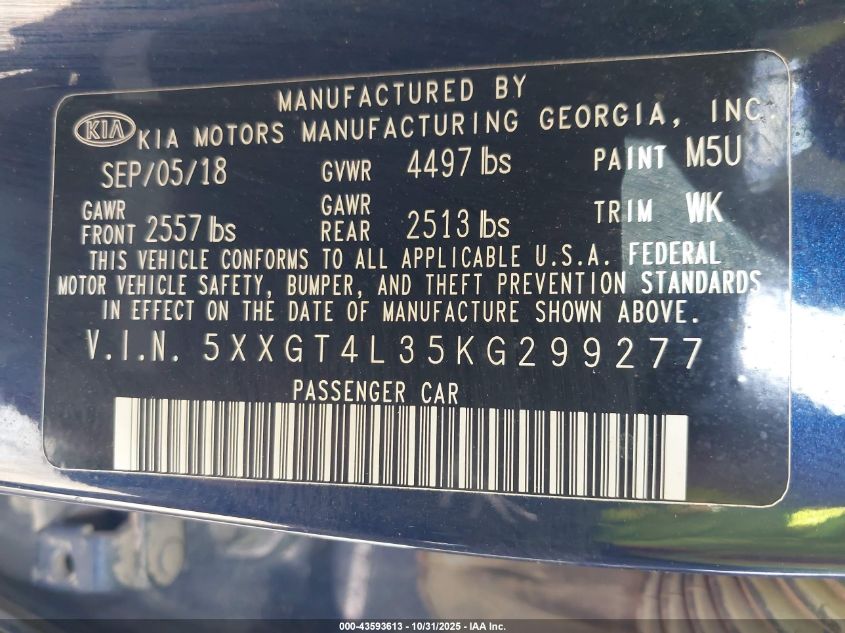 MANUFACTURED BY
KIA KIA MOTORS MANUFACTURING GEORGIA, INC.
SEP/05/18 GVWR 4497 lbs PAINT M5U
GAWR FRONT 2557 lbs GAWR REAR 2513 lbs TRIM WK
THIS VEHICLE CONFORMS TO ALL APPLICABLE U.S.A. FEDERAL
MOTOR VEHICLE SAFETY, BUMPER, AND THEFT PREVENTION STANDARDS
IN EFFECT ON THE DATE OF MANUFACTURE SHOWN ABOVE.
V.I.N. 5XXGT4L35KG299277
PASSENGER CAR
000-43593613 - 10/31/2025 - IAA Inc.